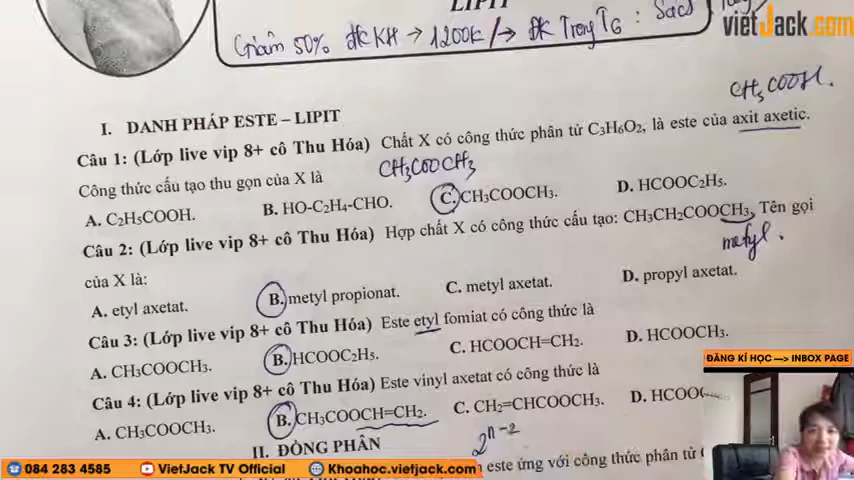 LIPIT
Giảm 50% ĐKKH → 1200k /→ ĐK Trong TG : Sách
vietJack.com
CH₃COOH.
I. DANH PHÁP ESTE – LIPIT
Câu 1: (Lớp live vip 8+ cô Thu Hóa) Chất X có công thức phân tử C₃H₆O₂, là este của axit axetic.
Công thức cấu tạo thu gọn của X là
CH₃COOCH₃
A. C₂H₅COOH. B. HO-C₂H₄-CHO. C. CH₃COOCH₃. D. HCOOC₂H₅.
Câu 2: (Lớp live vip 8+ cô Thu Hóa) Hợp chất X có công thức cấu tạo: CH₃CH₂COOCH₃. Tên gọi
của X là:
metyl.
A. etyl axetat. B. metyl propionat. C. metyl axetat. D. propyl axetat.
Câu 3: (Lớp live vip 8+ cô Thu Hóa) Este etyl fomiat có công thức là
A. CH₃COOCH₃. B. HCOOC₂H₅. C. HCOOCH=CH₂. D. HCOOCH₃.
Câu 4: (Lớp live vip 8+ cô Thu Hóa) Este vinyl axetat có công thức là
A. CH₃COOCH₃. B. CH₃COOCH=CH₂. C. CH₂=CHCOOCH₃. D. HCOO
II. ĐỒNG PHÂN
2ⁿ⁻²
este ứng với công thức phân tử
ĐĂNG KÍ HỌC —> INBOX PAGE
084 283 4585 VietJack TV Official Khoahoc.vietjack.com